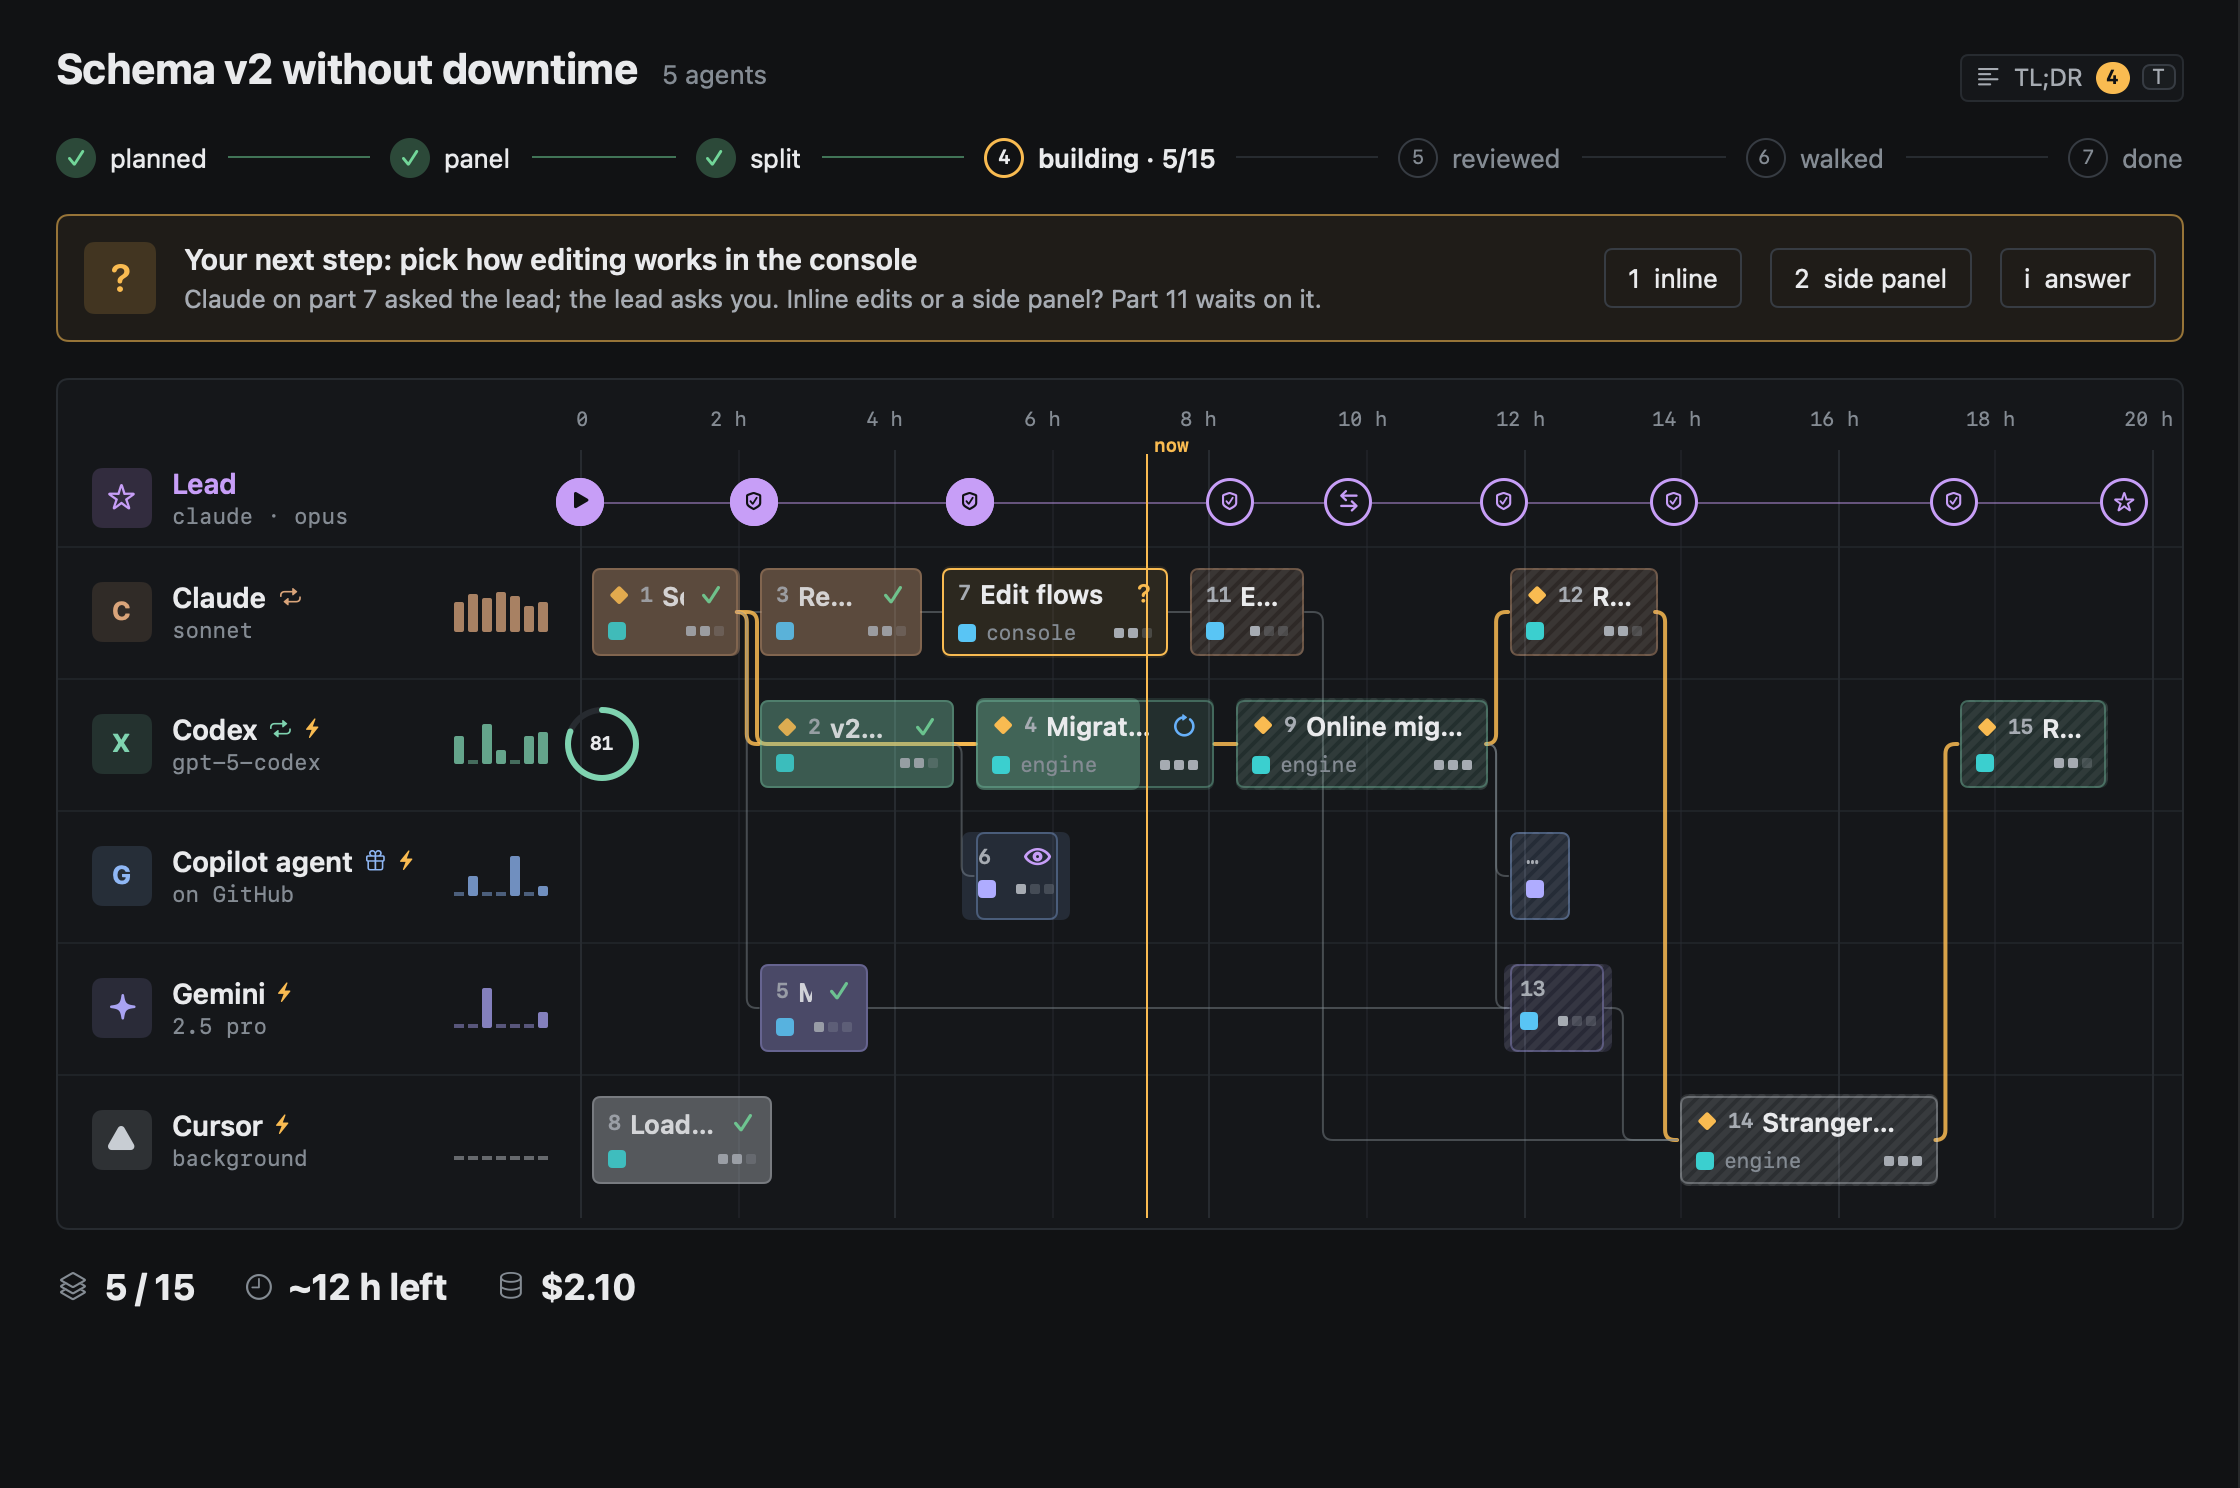 Schema v2 without downtime 5 agents
TL;DR 4 T
planned panel split 4 building · 5/15 5 reviewed 6 walked 7 done
? Your next step: pick how editing works in the console
Claude on part 7 asked the lead; the lead asks you. Inline edits or a side panel? Part 11 waits on it.
1 inline 2 side panel i answer
0 2 h 4 h 6 h 8 h 10 h 12 h 14 h 16 h 18 h 20 h
now
Lead
claude · opus
C Claude
sonnet
1 3 Re... 7 Edit flows ? 11 E... 12 R...
console
X Codex
gpt-5-codex
81
2 v2... 4 Migrat... 9 Online mig... 15 R...
engine engine
G Copilot agent
on GitHub
6 ...
Gemini
2.5 pro
5 13
Cursor
background
8 Load... 14 Stranger...
engine
5/15 ~12 h left $2.10